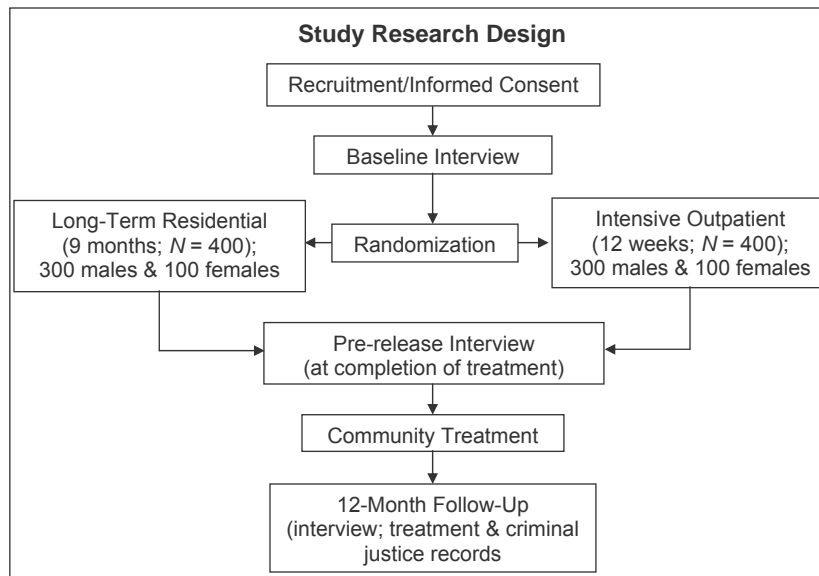 Study Research Design
Recruitment/Informed Consent
Baseline Interview
Long-Term Residential
(9 months; N = 400);
300 males & 100 females
Randomization
Intensive Outpatient
(12 weeks; N = 400);
300 males & 100 females
Pre-release Interview
(at completion of treatment)
Community Treatment
12-Month Follow-Up
(interview; treatment & criminal
justice records